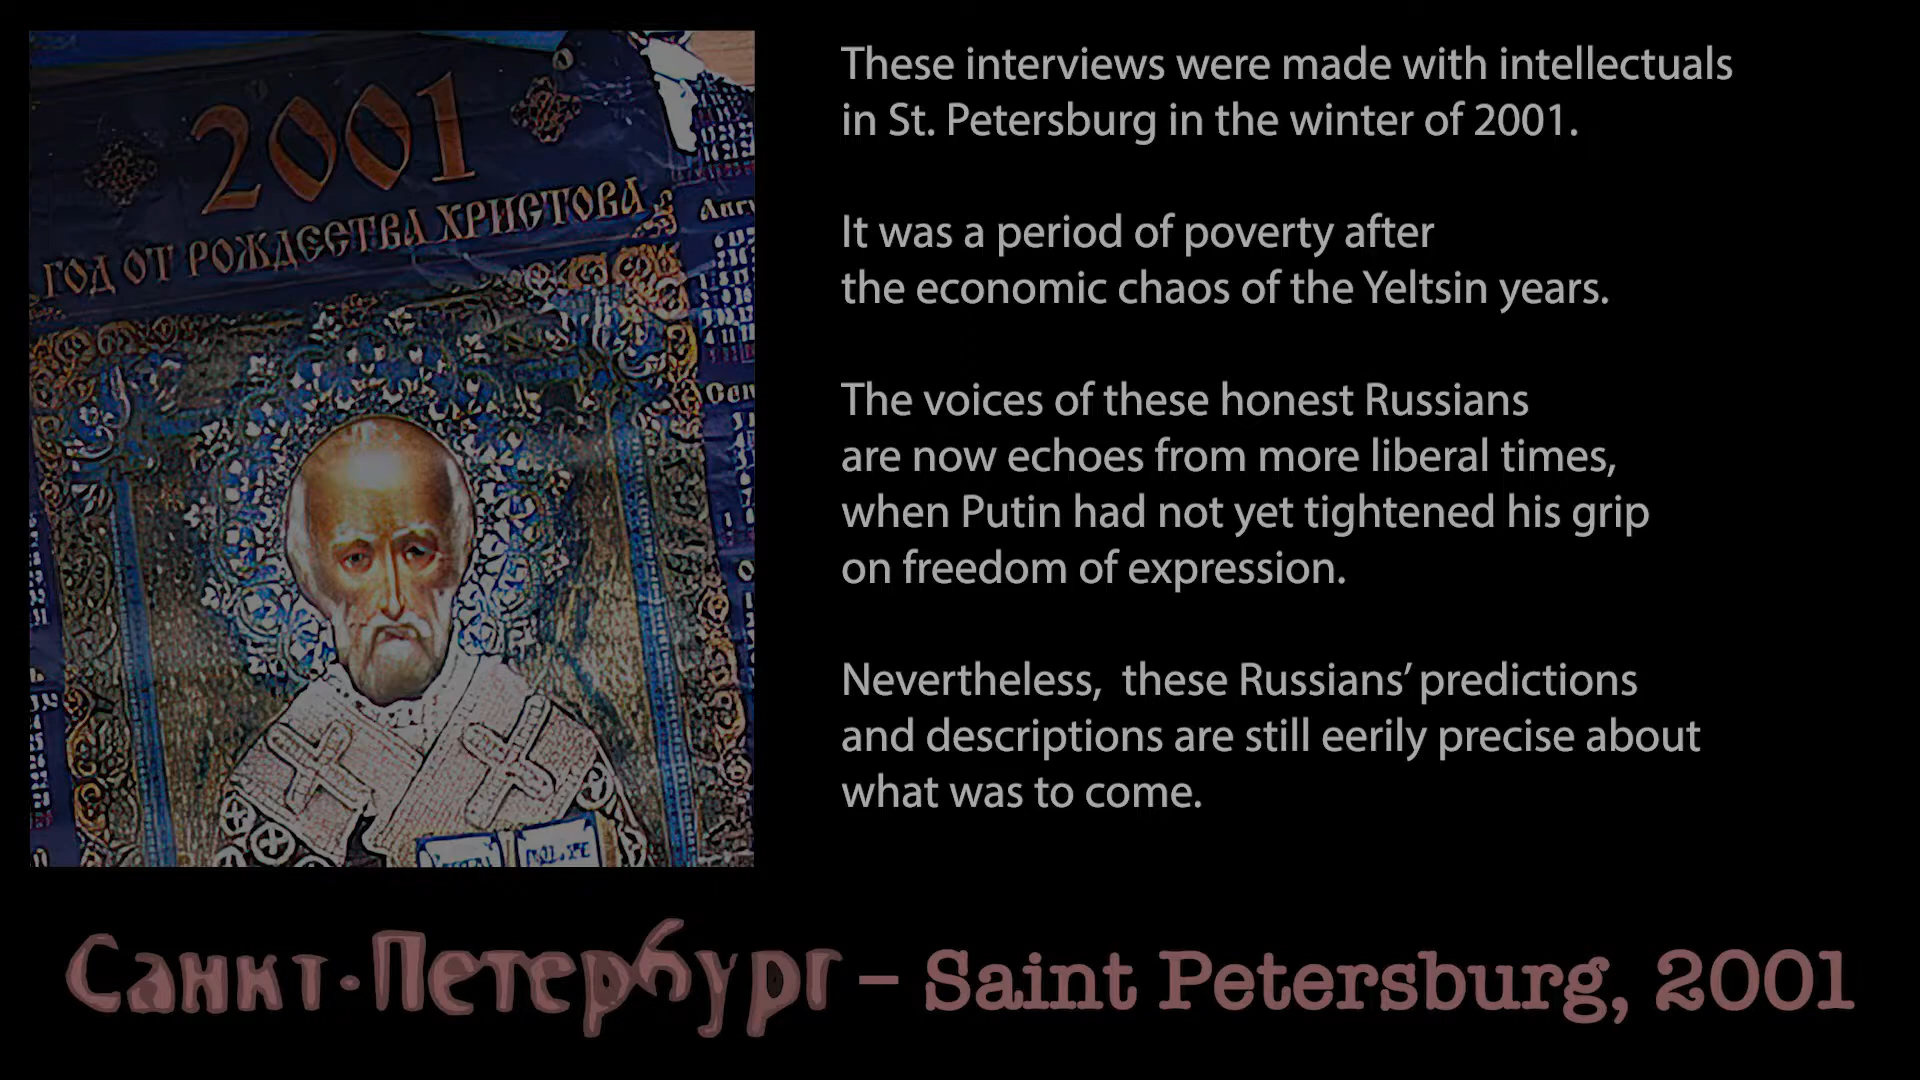 2001
ГОД ОТ РОЖДЕСТВА ХРИСТОВА
These interviews were made with intellectuals
in St. Petersburg in the winter of 2001.
It was a period of poverty after
the economic chaos of the Yeltsin years.
The voices of these honest Russians
are now echoes from more liberal times,
when Putin had not yet tightened his grip
on freedom of expression.
Nevertheless,  these Russians’ predictions
and descriptions are still eerily precise about
what was to come.
Санкт-Петербург – Saint Petersburg, 2001